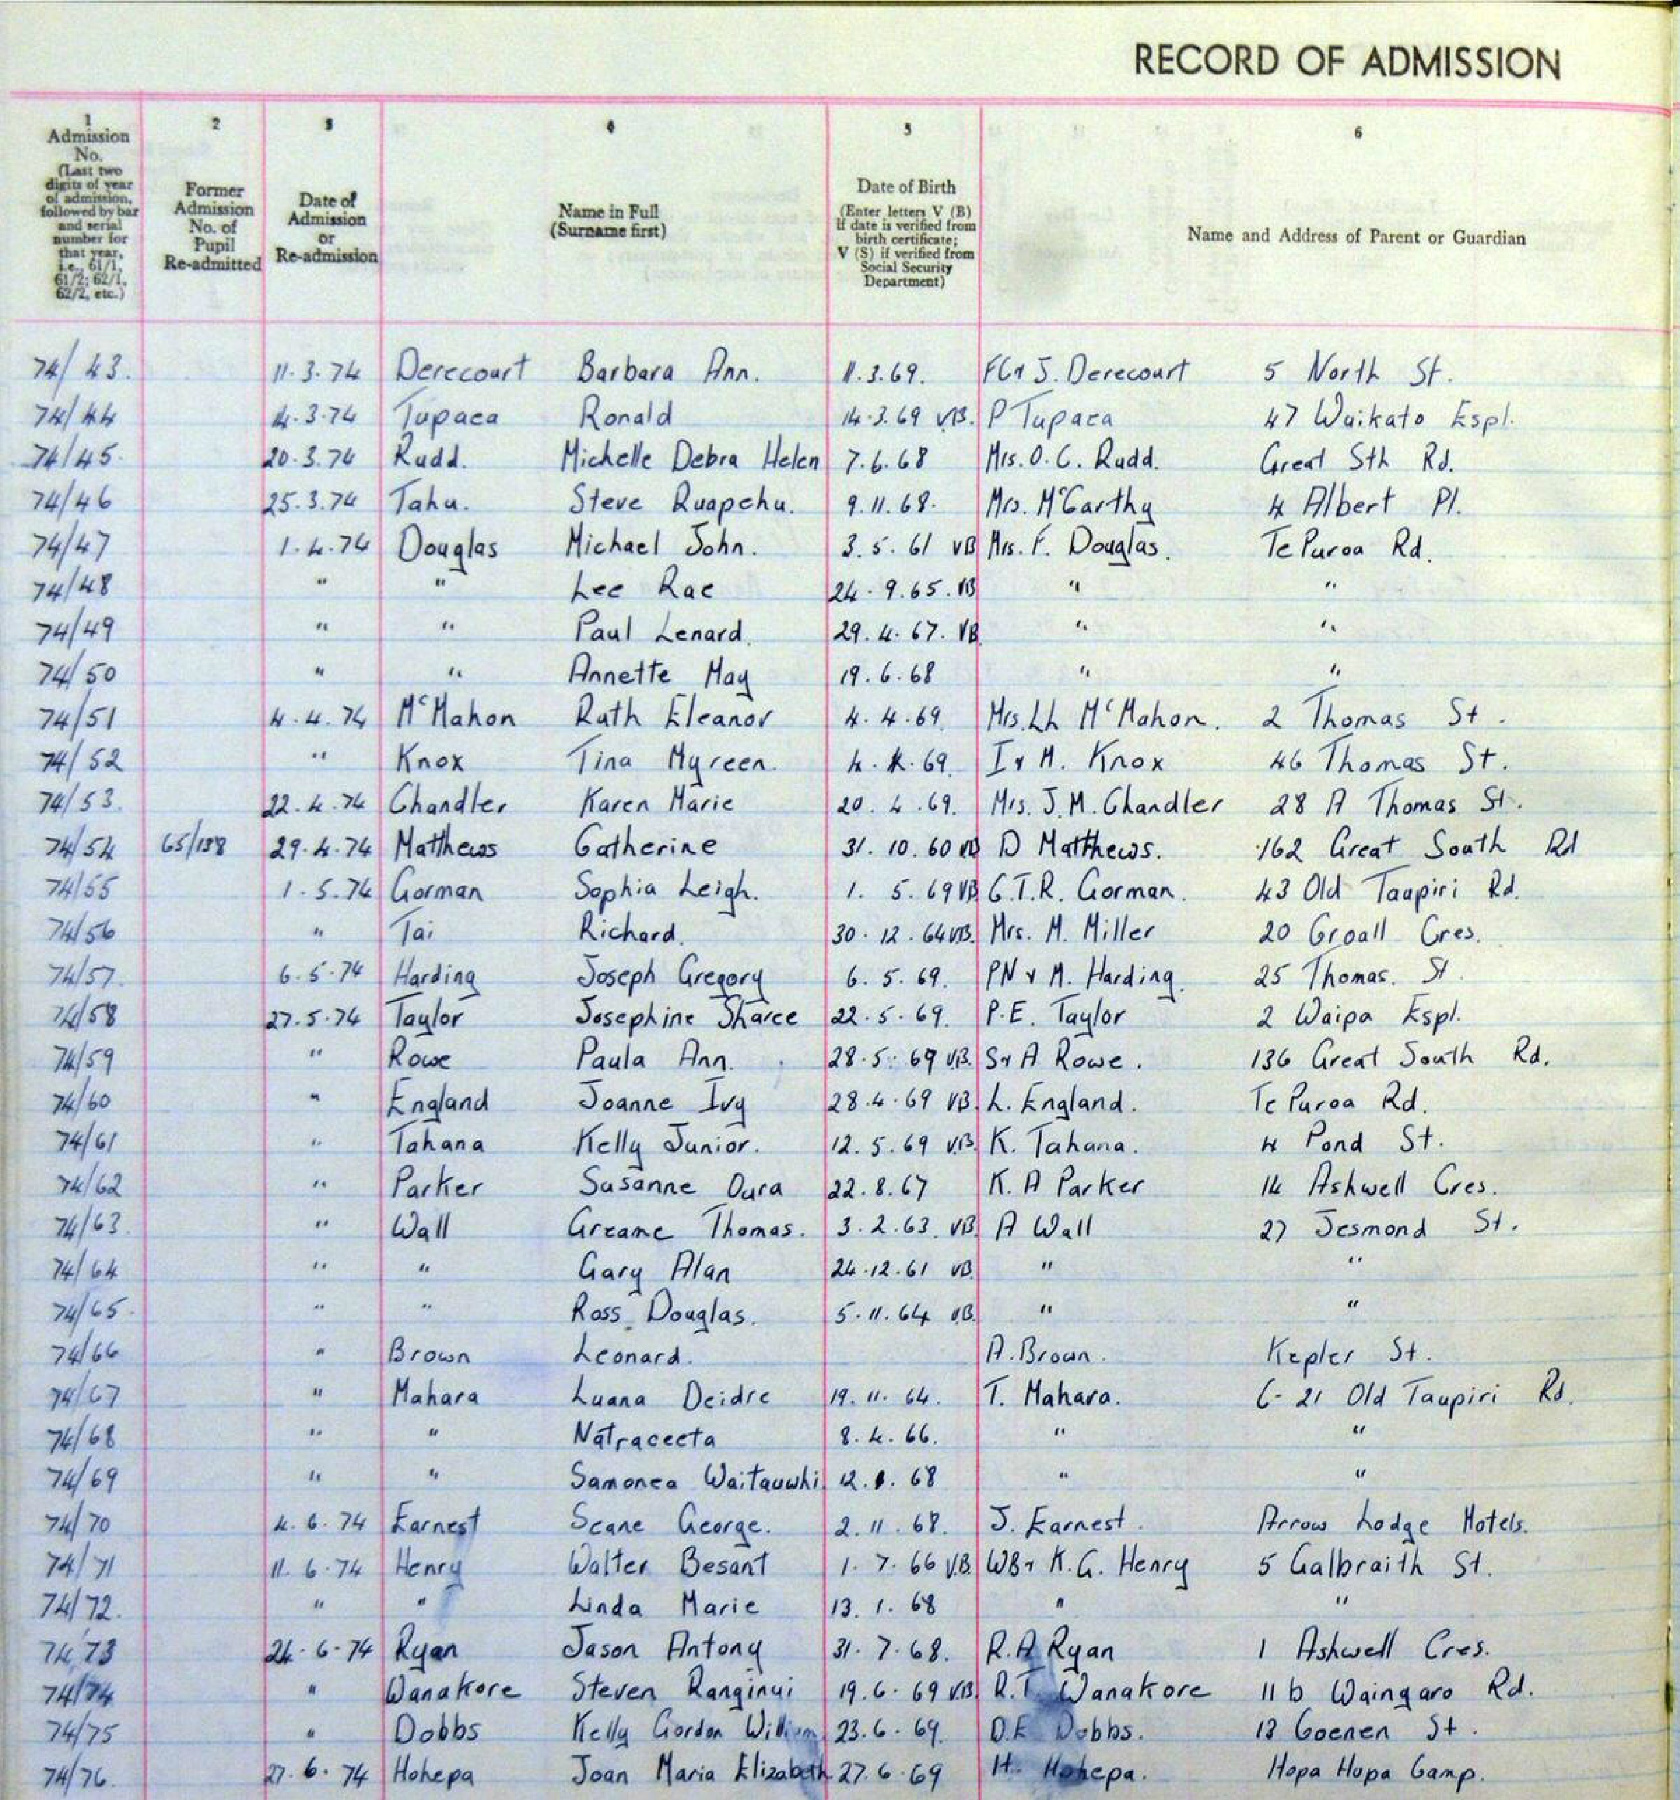 RECORD OF ADMISSION
1 2 3 4 5 6
Admission No. (Last two digits of year of admission, followed by bar and serial number for that year, i.e., 61/1, 61/2; 62/1, 62/2, etc.)
Former Admission No. of Pupil Re-admitted
Date of Admission or Re-admission
Name in Full (Surname first)
Date of Birth (Enter letters V (B) if date is verified from birth certificate; V (S) if verified from Social Security Department)
Name and Address of Parent or Guardian
74/43. 11.3.74 Derecourt Barbara Ann. 11.3.69. FG & J. Derecourt 5 North St.
74/44 14.3.74 Tupaea Ronald 14.3.69 VB. P Tupaea 47 Waikato Espl.
74/45. 20.3.74 Rudd. Michelle Debra Helen 7.6.68 Mrs. O.C. Rudd. Great Sth Rd.
74/46 25.3.74 Tahu. Steve Ruapehu. 9.11.68. Mrs. McCarthy 4 Albert Pl.
74/47 1.4.74 Douglas Michael John. 3.5.61 VB Mrs. F. Douglas. Te Puroa Rd.
74/48 " " Lee Rae 24.9.65. VB " "
74/49 " " Paul Lenard. 29.4.67. VB " "
74/50 " " Annette May 19.6.68 " "
74/51 4.4.74 McMahon Ruth Eleanor 4.4.69. Mrs. LL McMahon. 2 Thomas St.
74/52 " Knox Tina Myreen. 4.4.69. I & M. Knox 46 Thomas St.
74/53. 22.4.74 Chandler Karen Marie 20.4.69. Mrs. J.M. Chandler 28 A Thomas St.
74/54 65/138 29.4.74 Matthews Catherine 31.10.60 VB D Matthews. 162 Great South Rd
74/55 1.5.74 Gorman Sophia Leigh. 1.5.69 VB G.T.R. Gorman. 43 Old Taupiri Rd.
74/56 " Tai Richard. 30.12.64 VB. Mrs. M. Miller 20 Croall Cres.
74/57. 6.5.74 Harding Joseph Gregory 6.5.69. PN & M. Harding. 25 Thomas. St.
74/58 27.5.74 Taylor Josephine Sharee 22.5.69. P.E. Taylor 2 Waipa Espl.
74/59 " Rowe Paula Ann. 28.5.69 VB. S & A Rowe. 136 Great South Rd.
74/60 " England Joanne Ivy 28.4.69 VB. L. England. Te Puroa Rd.
74/61 " Tahana Kelly Junior. 12.5.69 VB. K. Tahana. 4 Pond St.
74/62 " Parker Susanne Oura 22.8.67 K. A Parker 14 Ashwell Cres.
74/63. " Wall Greame Thomas. 3.2.63. VB A Wall 27 Jesmond St.
74/64 " " Gary Alan 24.12.61 VB. " "
74/65. " " Ross Douglas. 5.11.64 VB. " "
74/66 " Brown Leonard. A. Brown. Kepler St.
74/67 " Mahara Luana Deidre 19.11.64. T. Mahara. 6-21 Old Taupiri Rd.
74/68 " " Natraceeta 8.4.66. " "
74/69 " " Samonea Waitauwhi 12. 68 " "
74/70 4.6.74 Earnest Seane George. 2.11.68. J. Earnest. Arrow Lodge Motels.
74/71 11.6.74 Henry Walter Besant 1.7.66 V.B. WB & K.G. Henry 5 Galbraith St.
74/72. " " Linda Marie 13.1.68 " "
74/73 24.6.74 Ryan Jason Antony 31.7.68. R.A Ryan 1 Ashwell Cres.
74/74 " Wanakore Steven Ranginui 19.6.69 VB R.T Wanakore 11 b Waingaro Rd.
74/75 " Dobbs Kelly Gordon William 23.6.69. D.E Dobbs. 13 Coenen St.
74/76. 27.6.74 Hohepa Joan Maria Elizabeth 27.6.69 H. Hohepa. Hopa Hopa Camp.